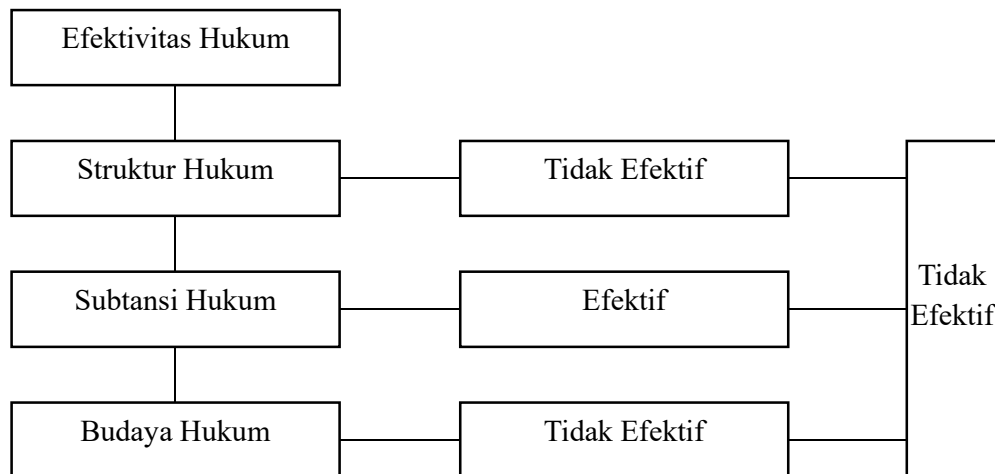 Efektivitas Hukum
Struktur Hukum
Tidak Efektif
Subtansi Hukum
Efektif
Budaya Hukum
Tidak Efektif
Tidak
Efektif